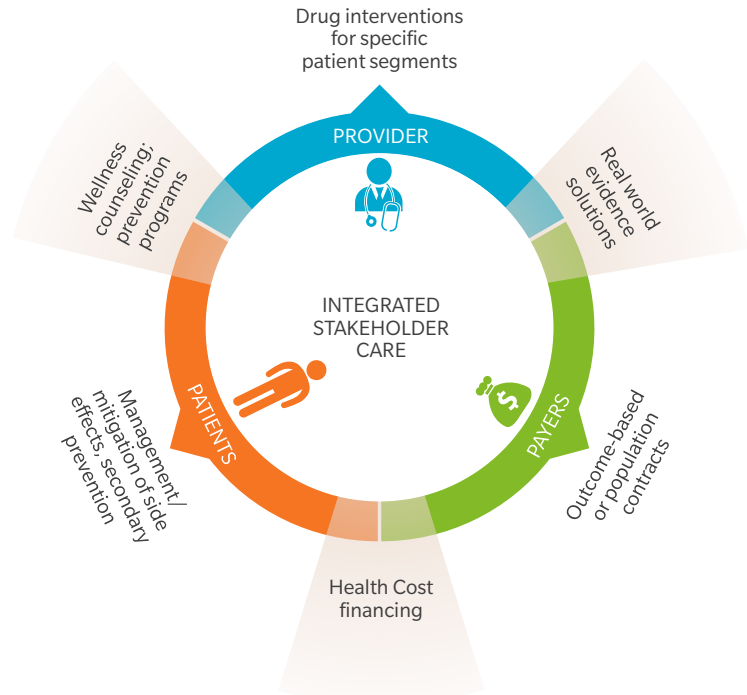 Drug interventions
for specific
patient segments
PROVIDER
Wellness
counseling;
prevention
programs
Real world
evidence
solutions
INTEGRATED
STAKEHOLDER
CARE
$
PATIENTS
PAYERS
Management/
mitigation of side
effects, secondary
prevention
Outcome-based
or population
contracts
Health Cost
financing